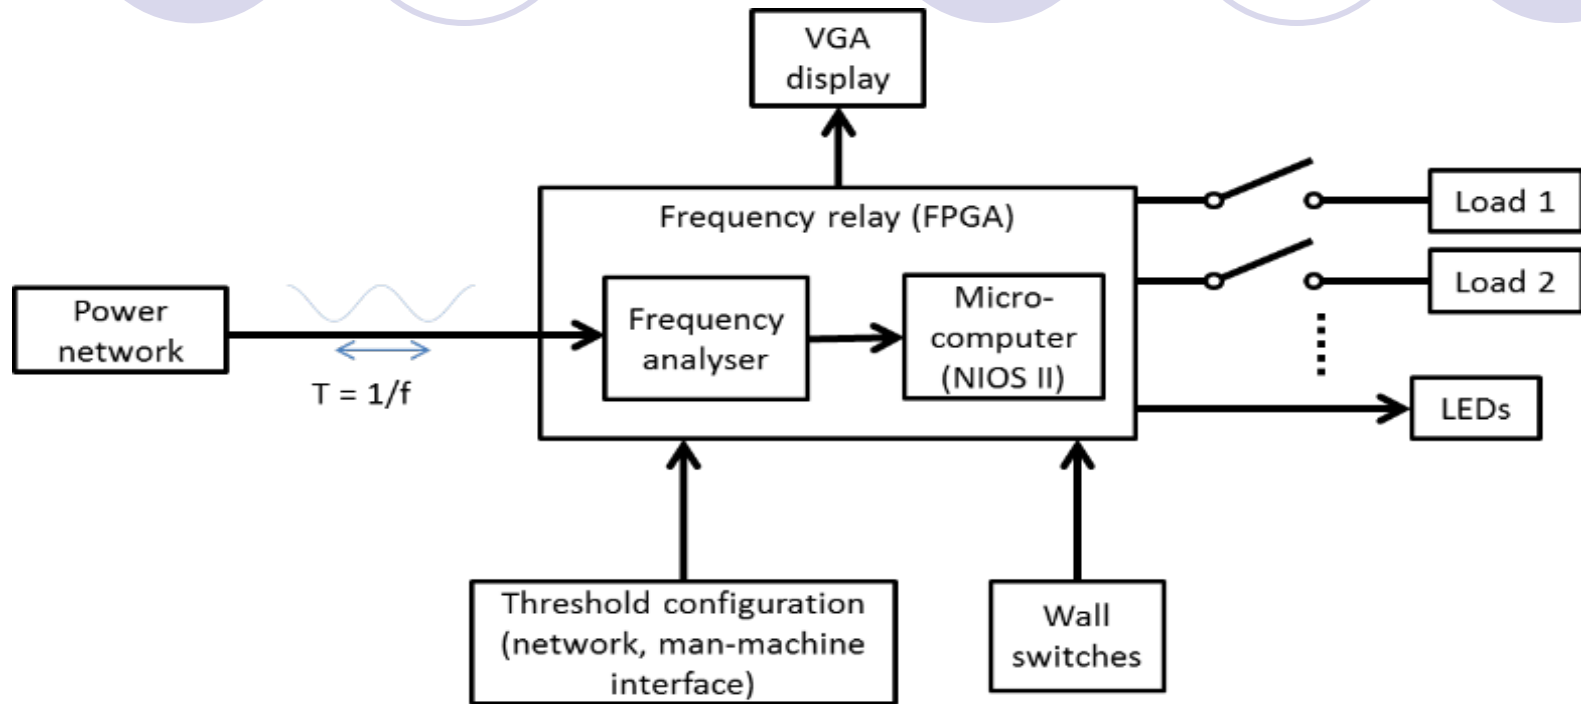 VGA
display
Frequency relay (FPGA)
Load 1
Load 2
Power
network
T = 1/f
Frequency
analyser
Micro-
computer
(NIOS II)
LEDs
Threshold configuration
(network, man-machine
interface)
Wall
switches